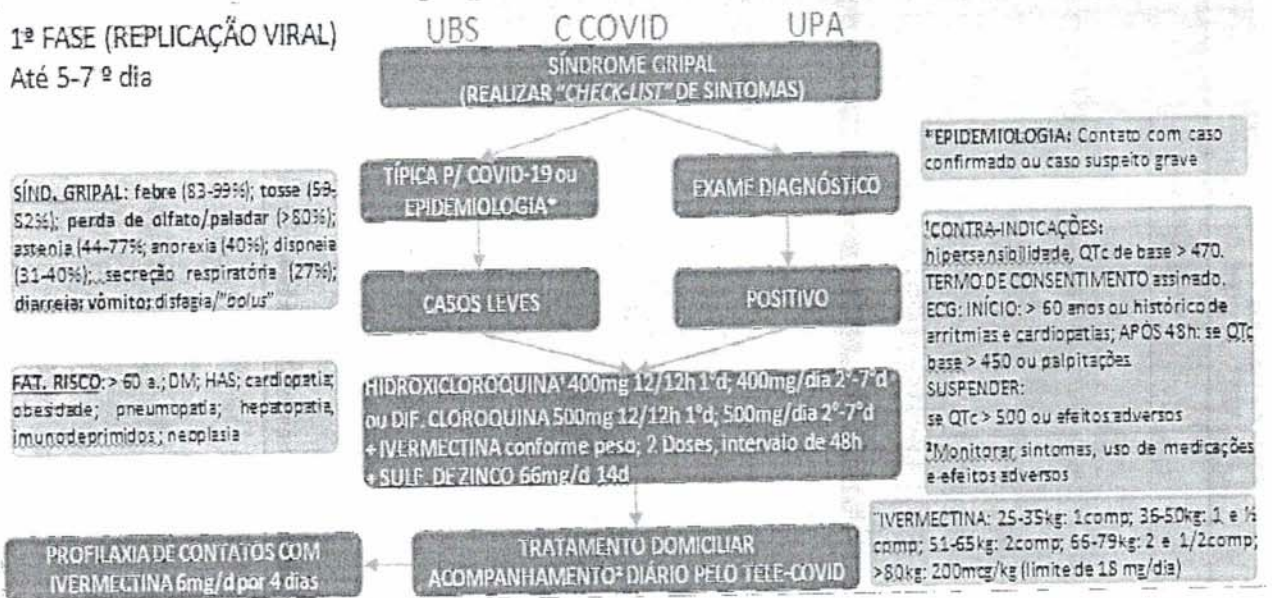 1ª FASE (REPLICAÇÃO VIRAL)
Até 5-7 º dia
UBS C COVID UPA
SÍNDROME GRIPAL
(REALIZAR "CHECK-LIST" DE SINTOMAS)
SÍND. GRIPAL: febre (83-99%); tosse (59-
82%); perda de olfato/paladar (>80%);
astenia (44-77%; anorexia (40%); dispneia
(31-40%); secreção respiratória (27%);
diarreia; vômito; disfagia/"bolus"
TÍPICA P/ COVID-19 ou
EPIDEMIOLOGIA*
EXAME DIAGNÓSTICO
*EPIDEMIOLOGIA: Contato com caso
confirmado ou caso suspeito grave
CASOS LEVES
POSITIVO
¹CONTRA-INDICAÇÕES:
hipersensibilidade, QTc de base > 470.
TERMO DE CONSENTIMENTO assinado.
ECG: INÍCIO: > 60 anos ou histórico de
arritmias e cardiopatias; APÓS 48h: se QTc
base > 450 ou palpitações
SUSPENDER:
se QTc > 500 ou efeitos adversos
²Monitorar sintomas, uso de medicações
e efeitos adversos
FAT. RISCO: > 60 a.; DM; HAS; cardiopatia;
obesidade; pneumopatia; hepatopatia,
imunodeprimidos; neoplasia
HIDROXICLOROQUINA¹ 400mg 12/12h 1°d; 400mg/dia 2°-7°d
ou DIF. CLOROQUINA 500mg 12/12h 1°d; 500mg/dia 2°-7°d
+ IVERMECTINA conforme peso; 2 Doses, intervalo de 48h
+ SULF. DE ZINCO 66mg/d 14d
PROFILAXIA DE CONTATOS COM
IVERMECTINA 6mg/d por 4 dias
TRATAMENTO DOMICILIAR
ACOMPANHAMENTO² DIÁRIO PELO TELE-COVID
IVERMECTINA: 25-35kg: 1comp; 36-50kg: 1 e ½
comp; 51-65kg: 2comp; 66-79kg: 2 e 1/2comp;
>80kg: 200mcg/kg (limite de 18 mg/dia)